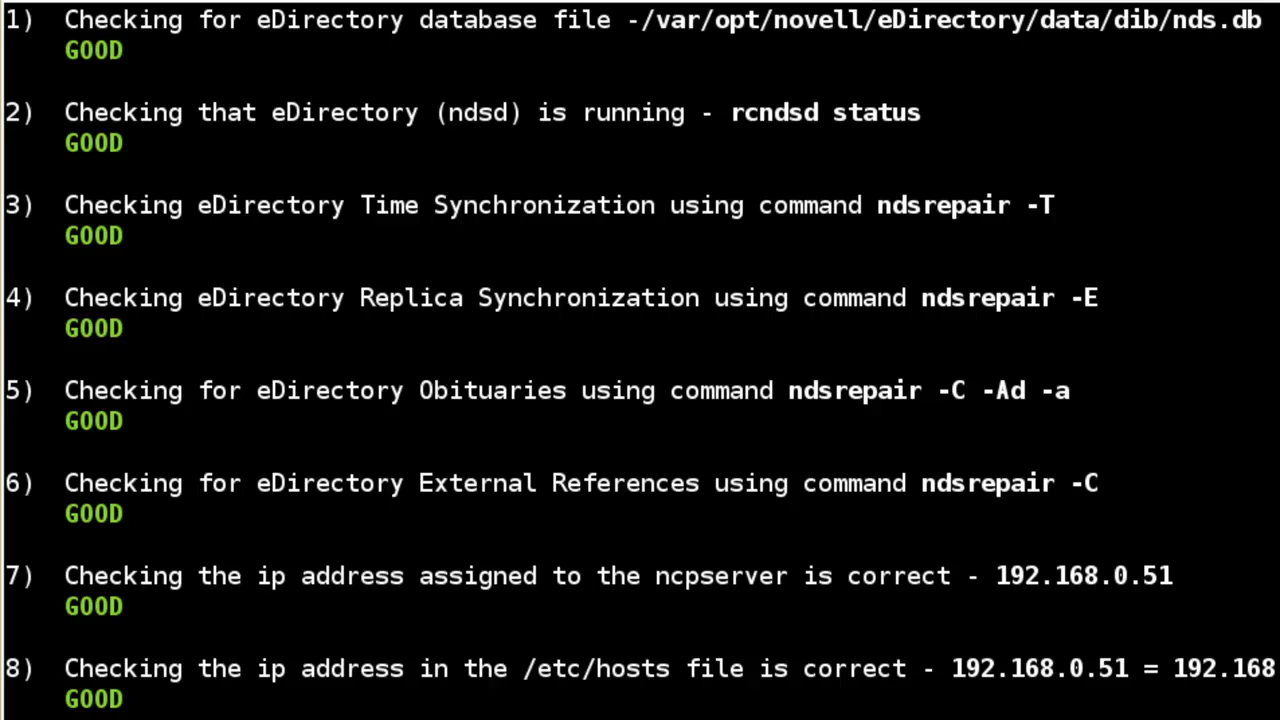 1)  Checking for eDirectory database file -/var/opt/novell/eDirectory/data/dib/nds.db
GOOD
2)  Checking that eDirectory (ndsd) is running - rcndsd status
GOOD
3)  Checking eDirectory Time Synchronization using command ndsrepair -T
GOOD
4)  Checking eDirectory Replica Synchronization using command ndsrepair -E
GOOD
5)  Checking for eDirectory Obituaries using command ndsrepair -C -Ad -a
GOOD
6)  Checking for eDirectory External References using command ndsrepair -C
GOOD
7)  Checking the ip address assigned to the ncpserver is correct - 192.168.0.51
GOOD
8)  Checking the ip address in the /etc/hosts file is correct - 192.168.0.51 = 192.168
GOOD